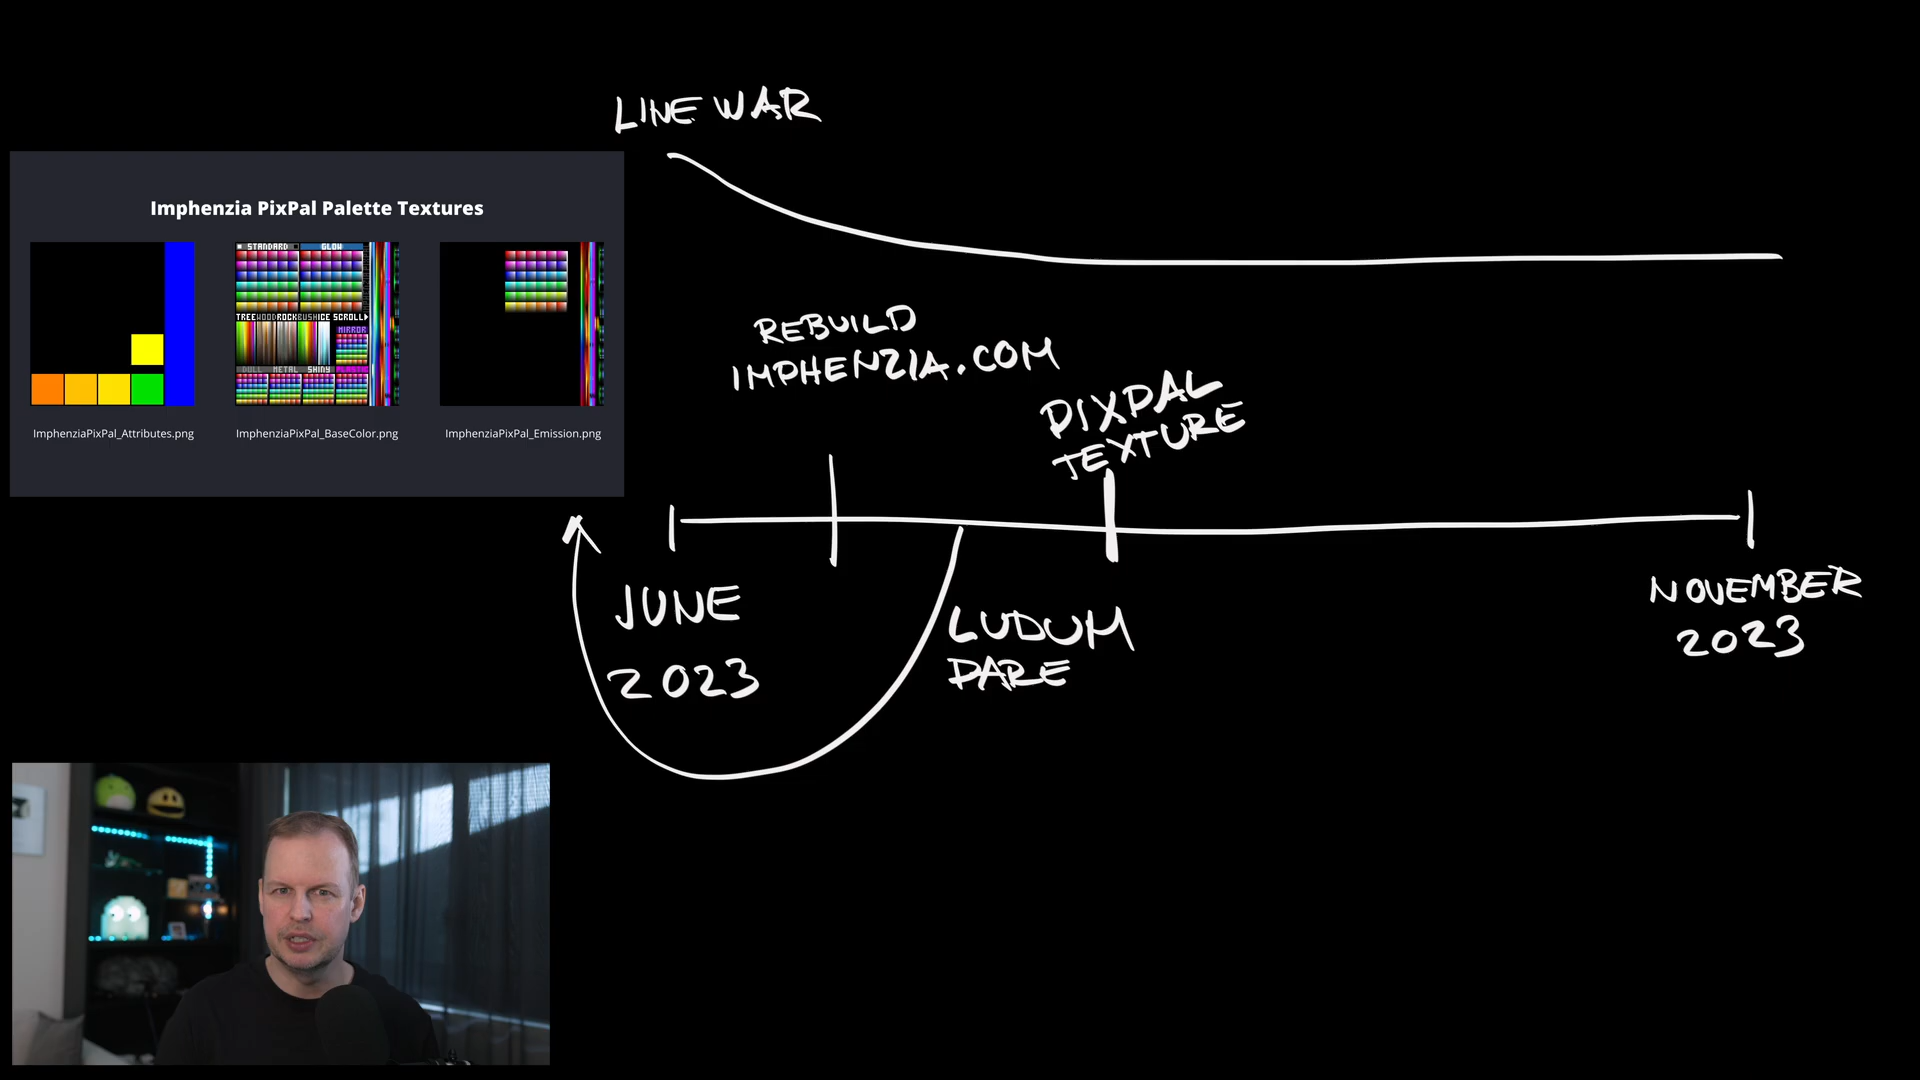 LINE WAR
Imphenzia PixPal Palette Textures
STANDARD GLOW
TREE WOOD ROCK BUSH ICE SCROLL
MIRROR
DULL METAL SHINY PLASTIC
ImphenziaPixPal_Attributes.png
ImphenziaPixPal_BaseColor.png
ImphenziaPixPal_Emission.png
REBUILD
IMPHENZIA.COM
PIXPAL
TEXTURE
JUNE
2023
LUDUM
DARE
NOVEMBER
2023